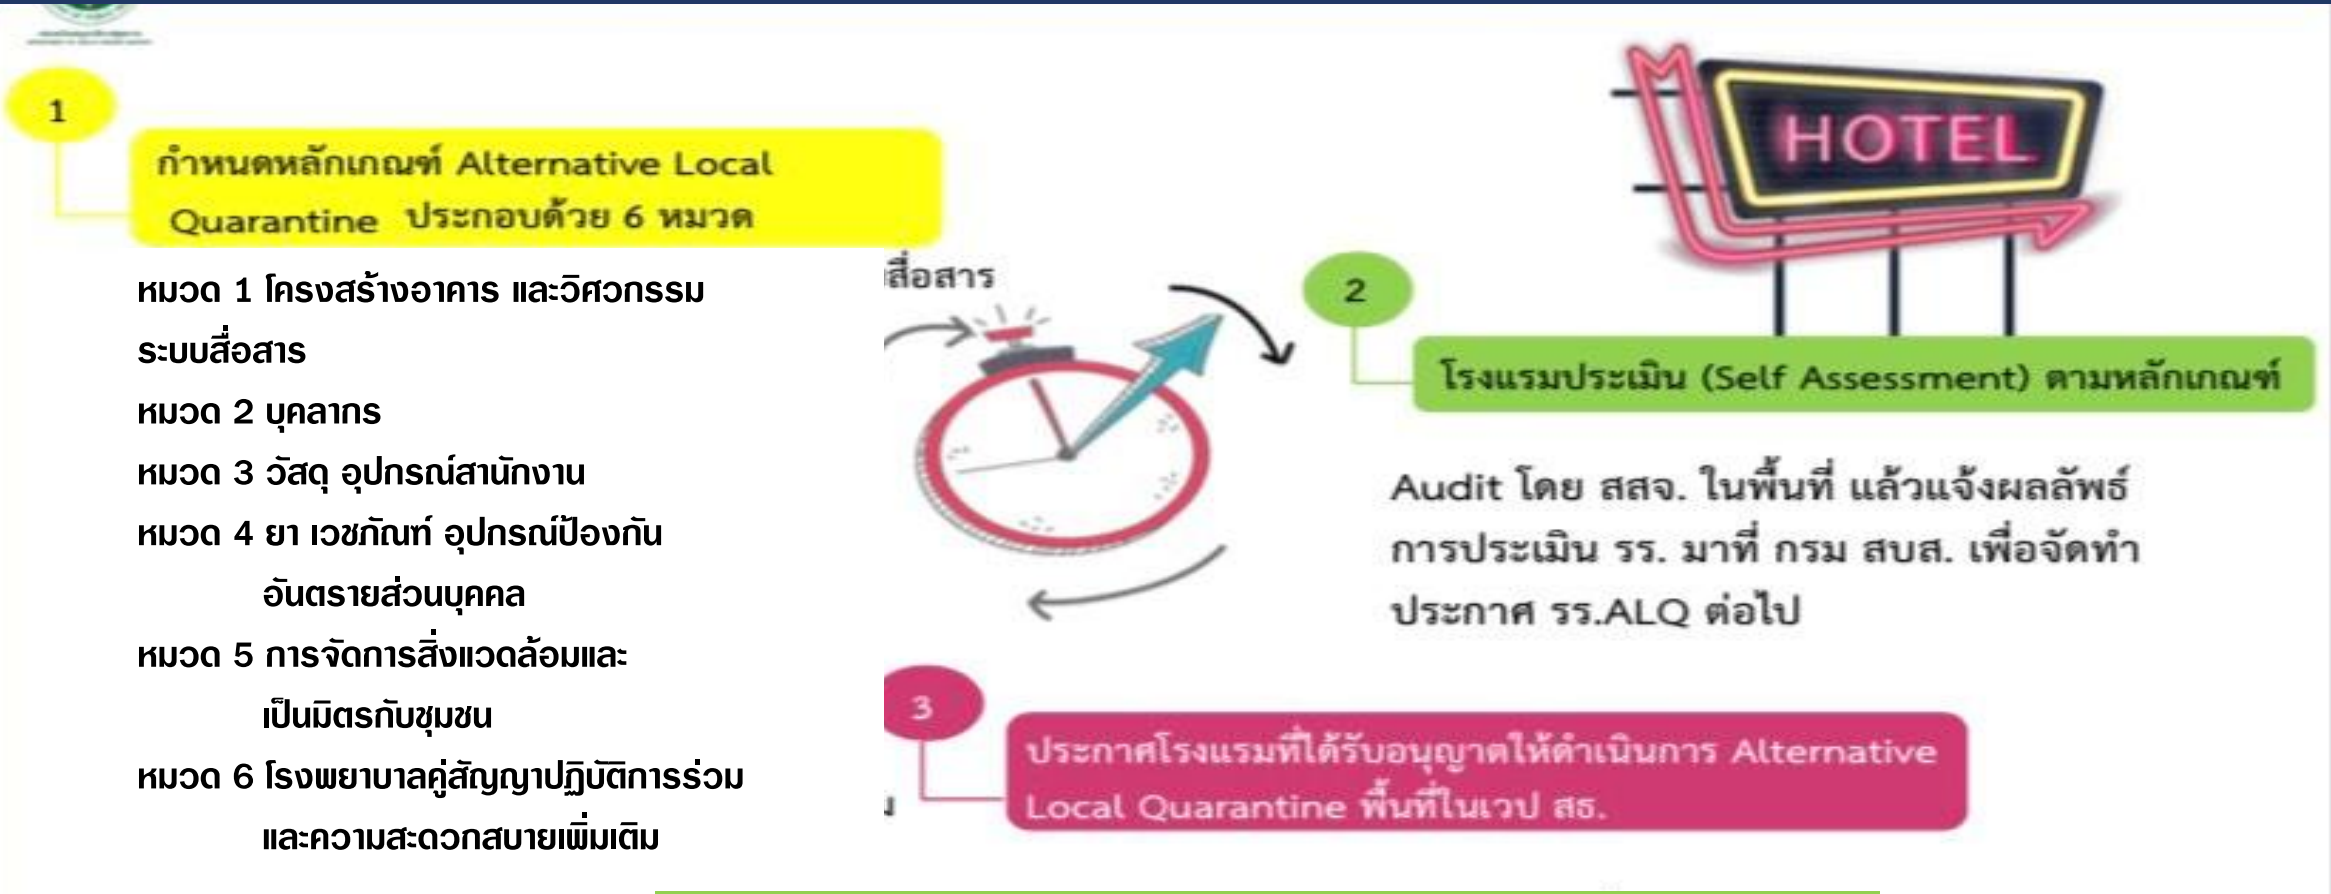 1
กำหนดหลักเกณฑ์ Alternative Local
Quarantine ประกอบด้วย 6 หมวด
หมวด 1 โครงสร้างอาคาร และวิศวกรรม
ระบบสื่อสาร
หมวด 2 บุคลากร
หมวด 3 วัสดุ อุปกรณ์สานักงาน
หมวด 4 ยา เวชภัณฑ์ อุปกรณ์ป้องกัน
อันตรายส่วนบุคคล
หมวด 5 การจัดการสิ่งแวดล้อมและ
เป็นมิตรกับชุมชน
หมวด 6 โรงพยาบาลคู่สัญญาปฏิบัติการร่วม
และความสะดวกสบายเพิ่มเติม
สื่อสาร
HOTEL
2
โรงแรมประเมิน (Self Assessment) ตามหลักเกณฑ์
Audit โดย สสจ. ในพื้นที่ แล้วแจ้งผลลัพธ์
การประเมิน รร. มาที่ กรม สบส. เพื่อจัดทำ
ประกาศ รร.ALQ ต่อไป
3
ประกาศโรงแรมที่ได้รับอนุญาตให้ดำเนินการ Alternative
Local Quarantine พื้นที่ในเวป สธ.